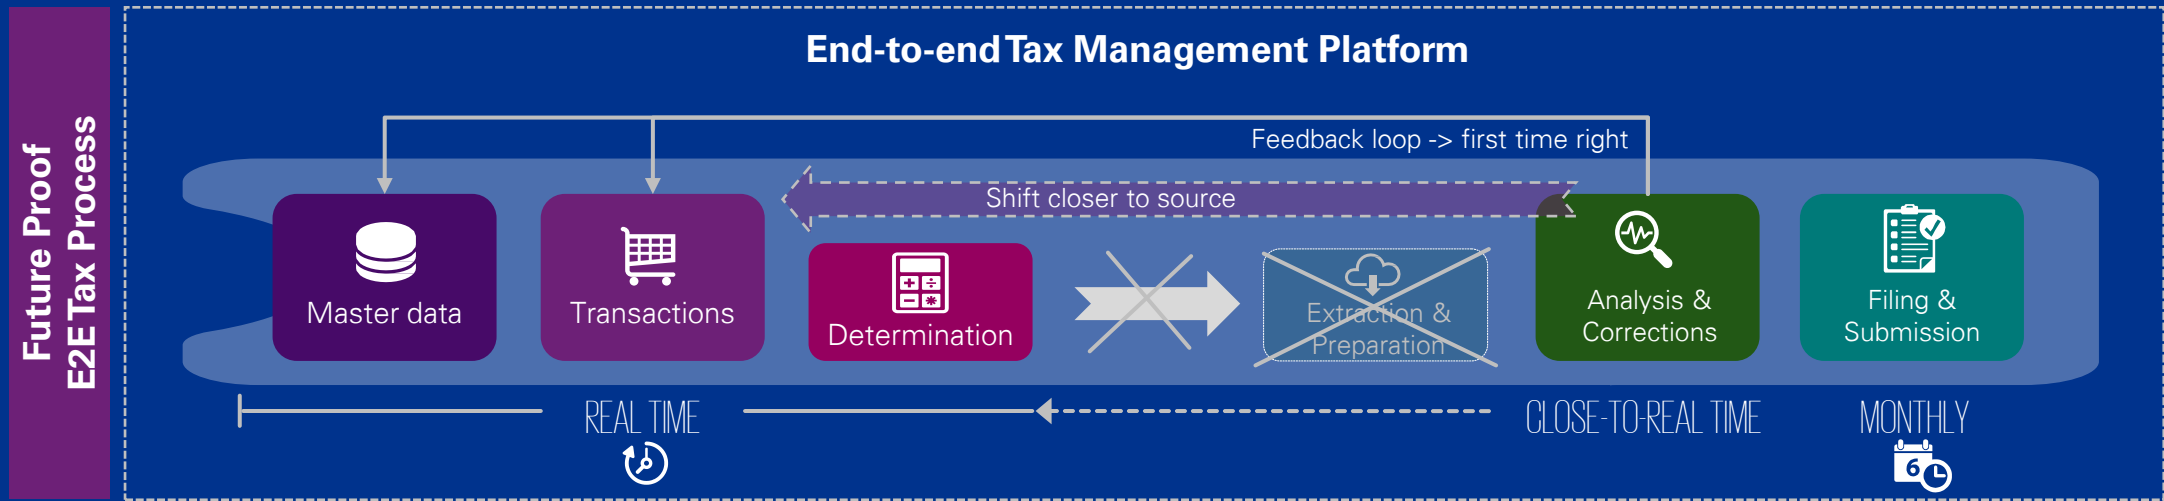 Future Proof
E2E Tax Process
End-to-end Tax Management Platform
Feedback loop -> first time right
Shift closer to source
Master data
Transactions
Determination
Extraction &
Preparation
Analysis &
Corrections
Filing &
Submission
REAL TIME
CLOSE-TO-REAL TIME
MONTHLY
6